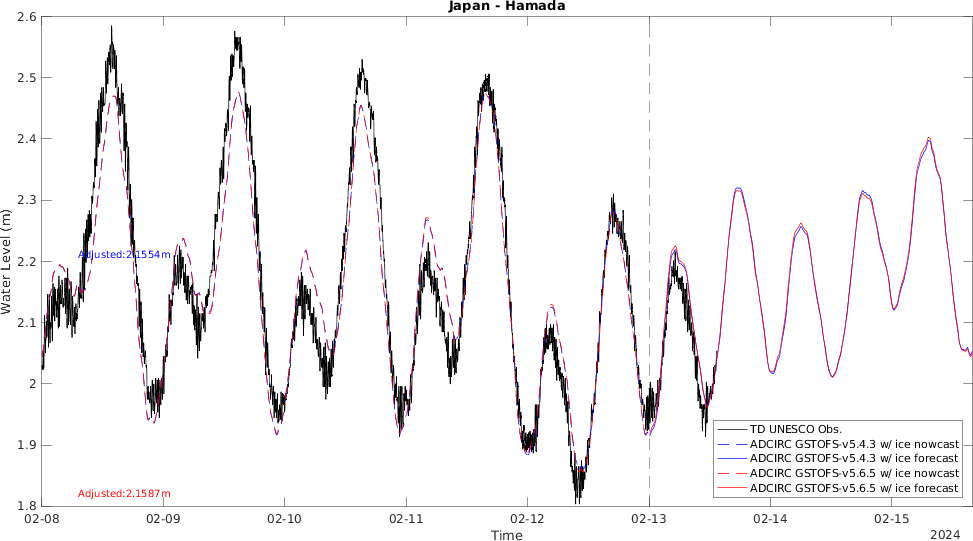 Japan - Hamada
2.6
2.5
2.4
2.3
2.2
2.1
2
1.9
1.8
Water Level (m)
Adjusted:2.1554m
Adjusted:2.1587m
TD UNESCO Obs.
ADCIRC GSTOFS-v5.4.3 w/ ice nowcast
ADCIRC GSTOFS-v5.4.3 w/ ice forecast
ADCIRC GSTOFS-v5.6.5 w/ ice nowcast
ADCIRC GSTOFS-v5.6.5 w/ ice forecast
02-08 02-09 02-10 02-11 02-12 02-13 02-14 02-15
Time
2024